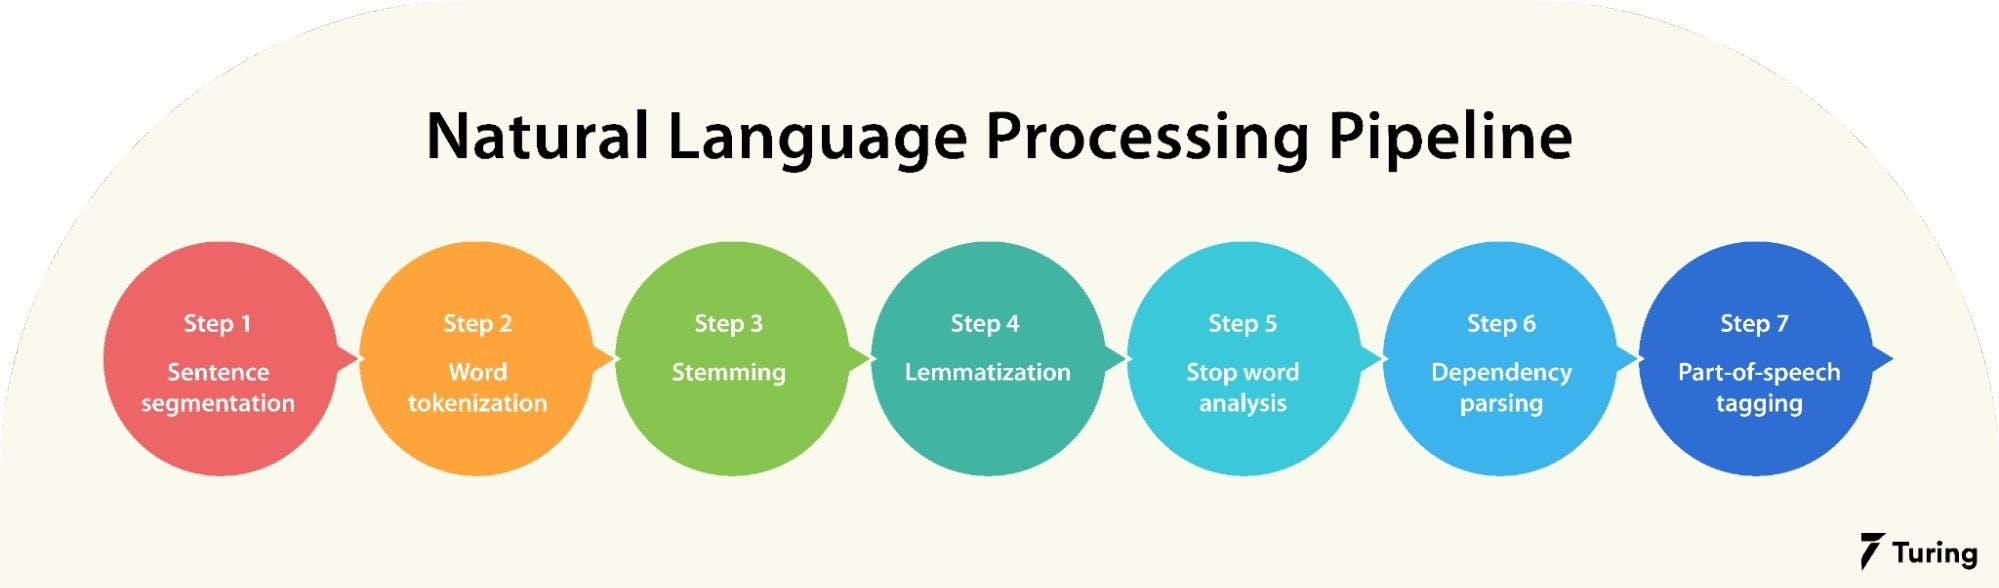 Natural Language Processing Pipeline
Step 1
Sentence
segmentation
Step 2
Word
tokenization
Step 3
Stemming
Step 4
Lemmatization
Step 5
Stop word
analysis
Step 6
Dependency
parsing
Step 7
Part-of-speech
tagging
Turing